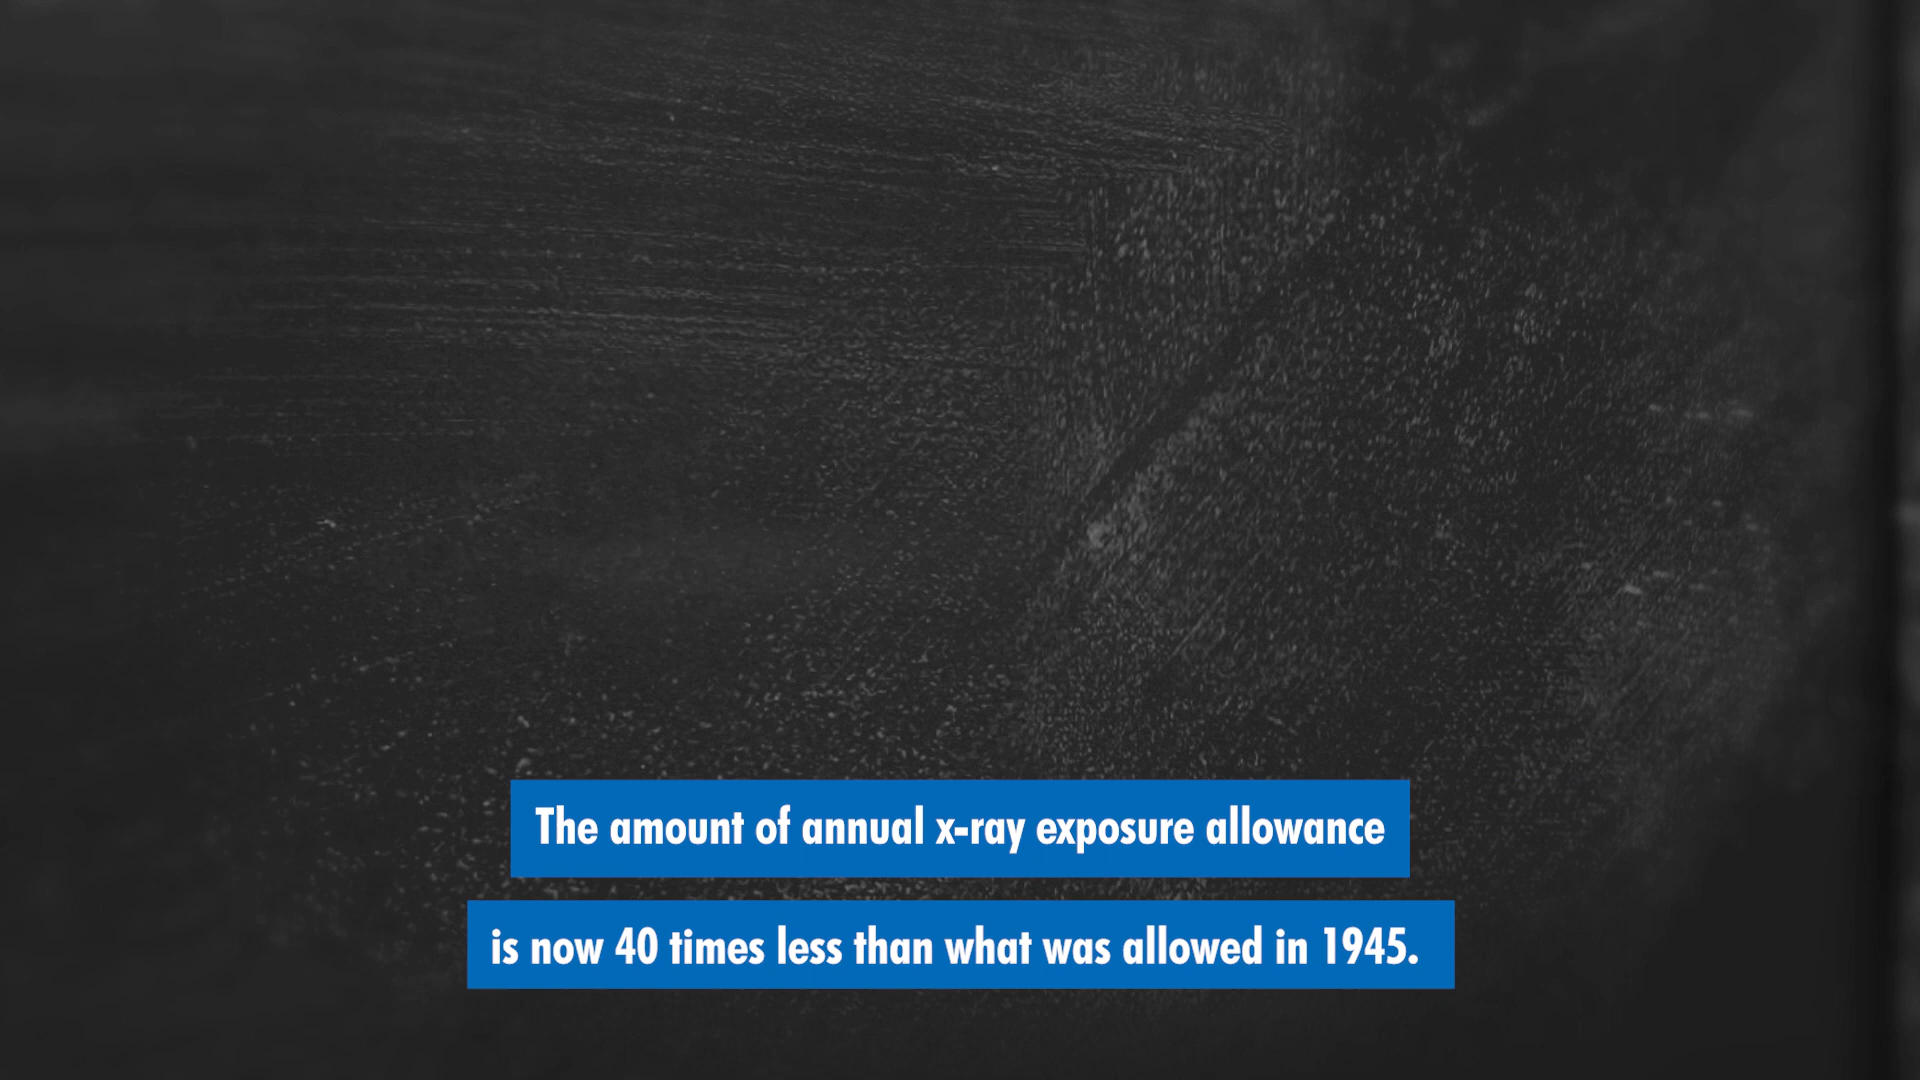 The amount of annual x-ray exposure allowance
is now 40 times less than what was allowed in 1945.